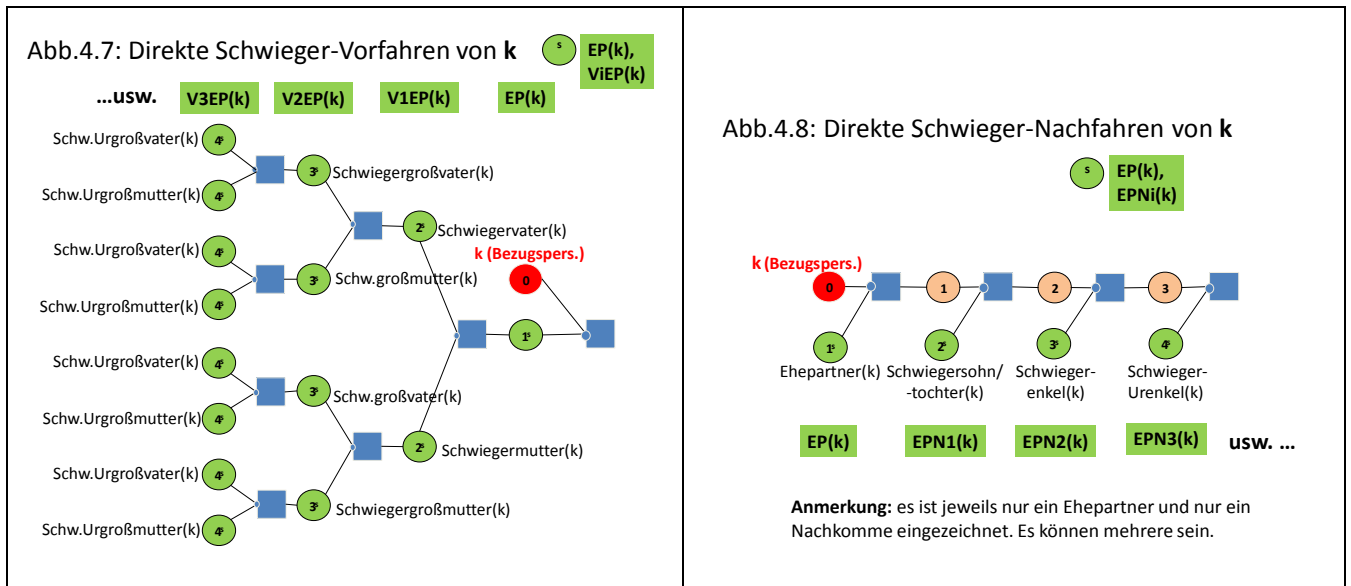 Abb.4.7: Direkte Schwieger-Vorfahren von k
s
EP(k),
ViEP(k)
...usw.
V3EP(k)
V2EP(k)
V1EP(k)
EP(k)
Schw.Urgroßvater(k)
4s
Schw.Urgroßmutter(k)
4s
3s
Schwiegergroßvater(k)
Schw.Urgroßvater(k)
4s
Schw.Urgroßmutter(k)
4s
3s
Schw.großmutter(k)
2s
Schwiegervater(k)
k (Bezugspers.)
0
1s
Schw.Urgroßvater(k)
4s
Schw.Urgroßmutter(k)
4s
3s
Schw.großvater(k)
2s
Schwiegermutter(k)
Schw.Urgroßvater(k)
4s
Schw.Urgroßmutter(k)
4s
3s
Schwiegergroßmutter(k)
Abb.4.8: Direkte Schwieger-Nachfahren von k
s
EP(k),
EPNi(k)
k (Bezugspers.)
0
1
2
3
1s
2s
3s
4s
Ehepartner(k)
Schwiegersohn/
-tochter(k)
Schwieger-
enkel(k)
Schwieger-
Urenkel(k)
EP(k)
EPN1(k)
EPN2(k)
EPN3(k)
usw. ...
Anmerkung: es ist jeweils nur ein Ehepartner und nur ein
Nachkomme eingezeichnet. Es können mehrere sein.